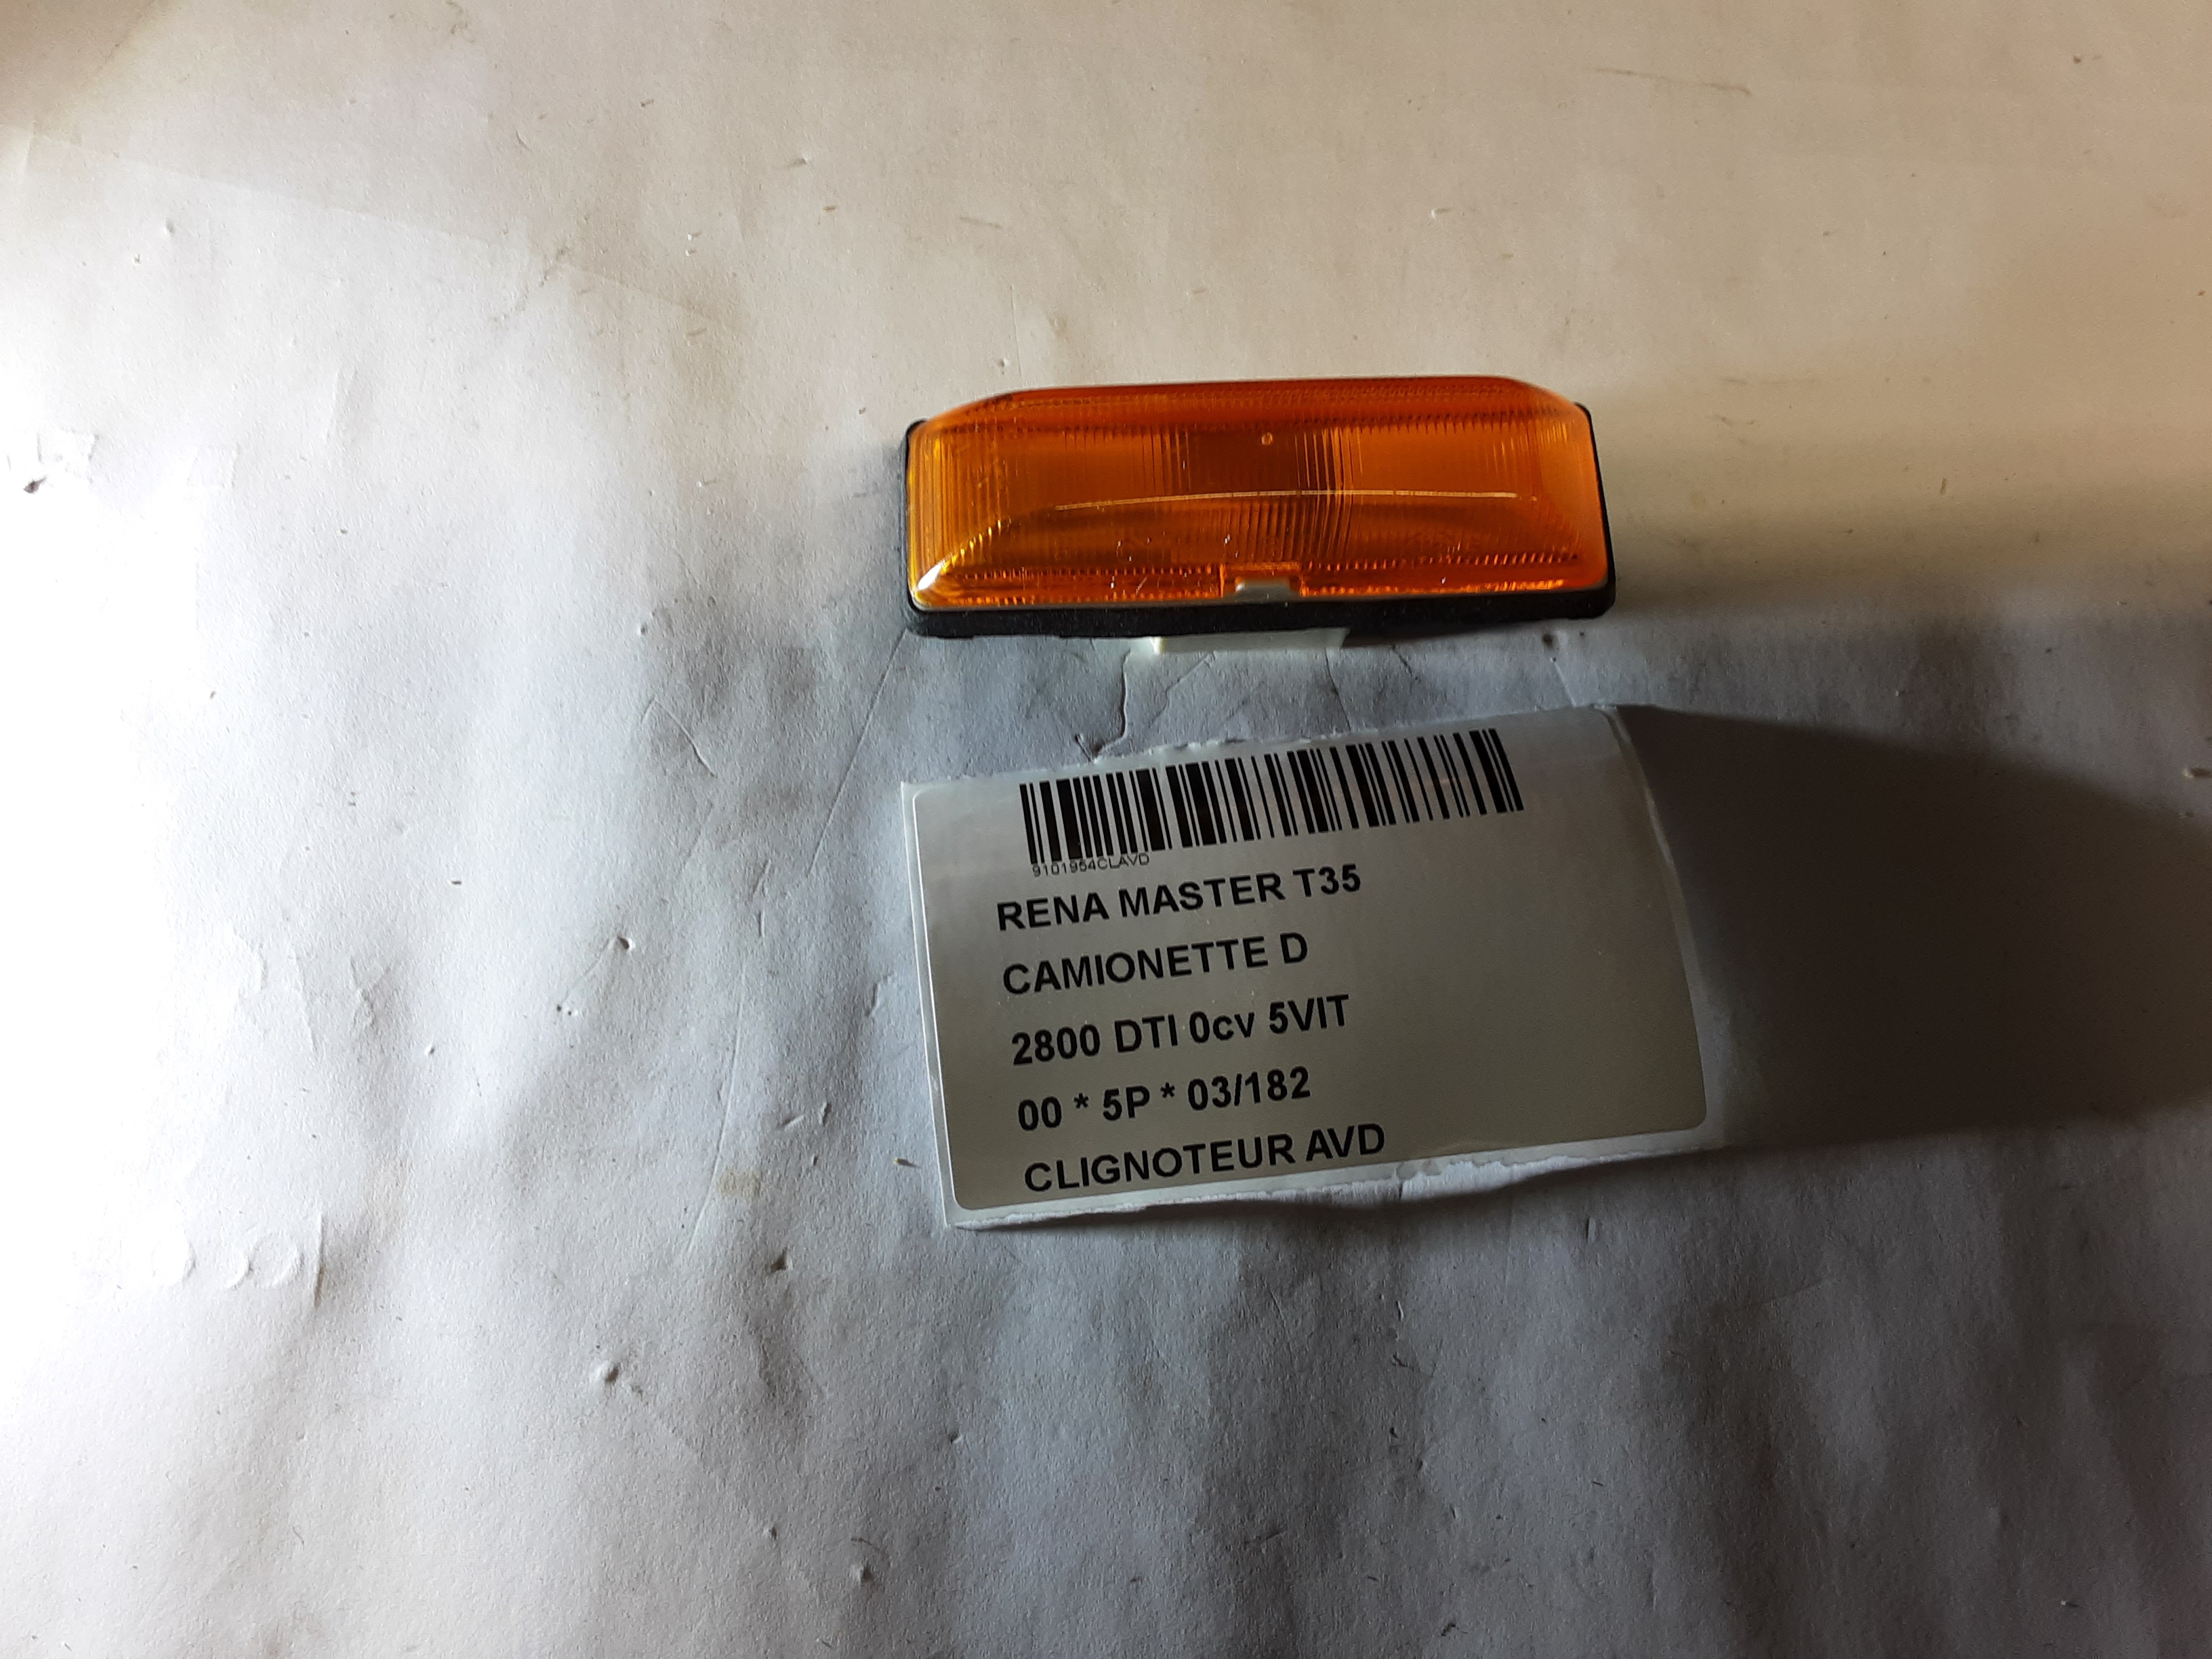 9101954CLAVD
RENA MASTER T35
CAMIONETTE D
2800 DTI 0cv 5VIT
00 * 5P * 03/182
CLIGNOTEUR AVD